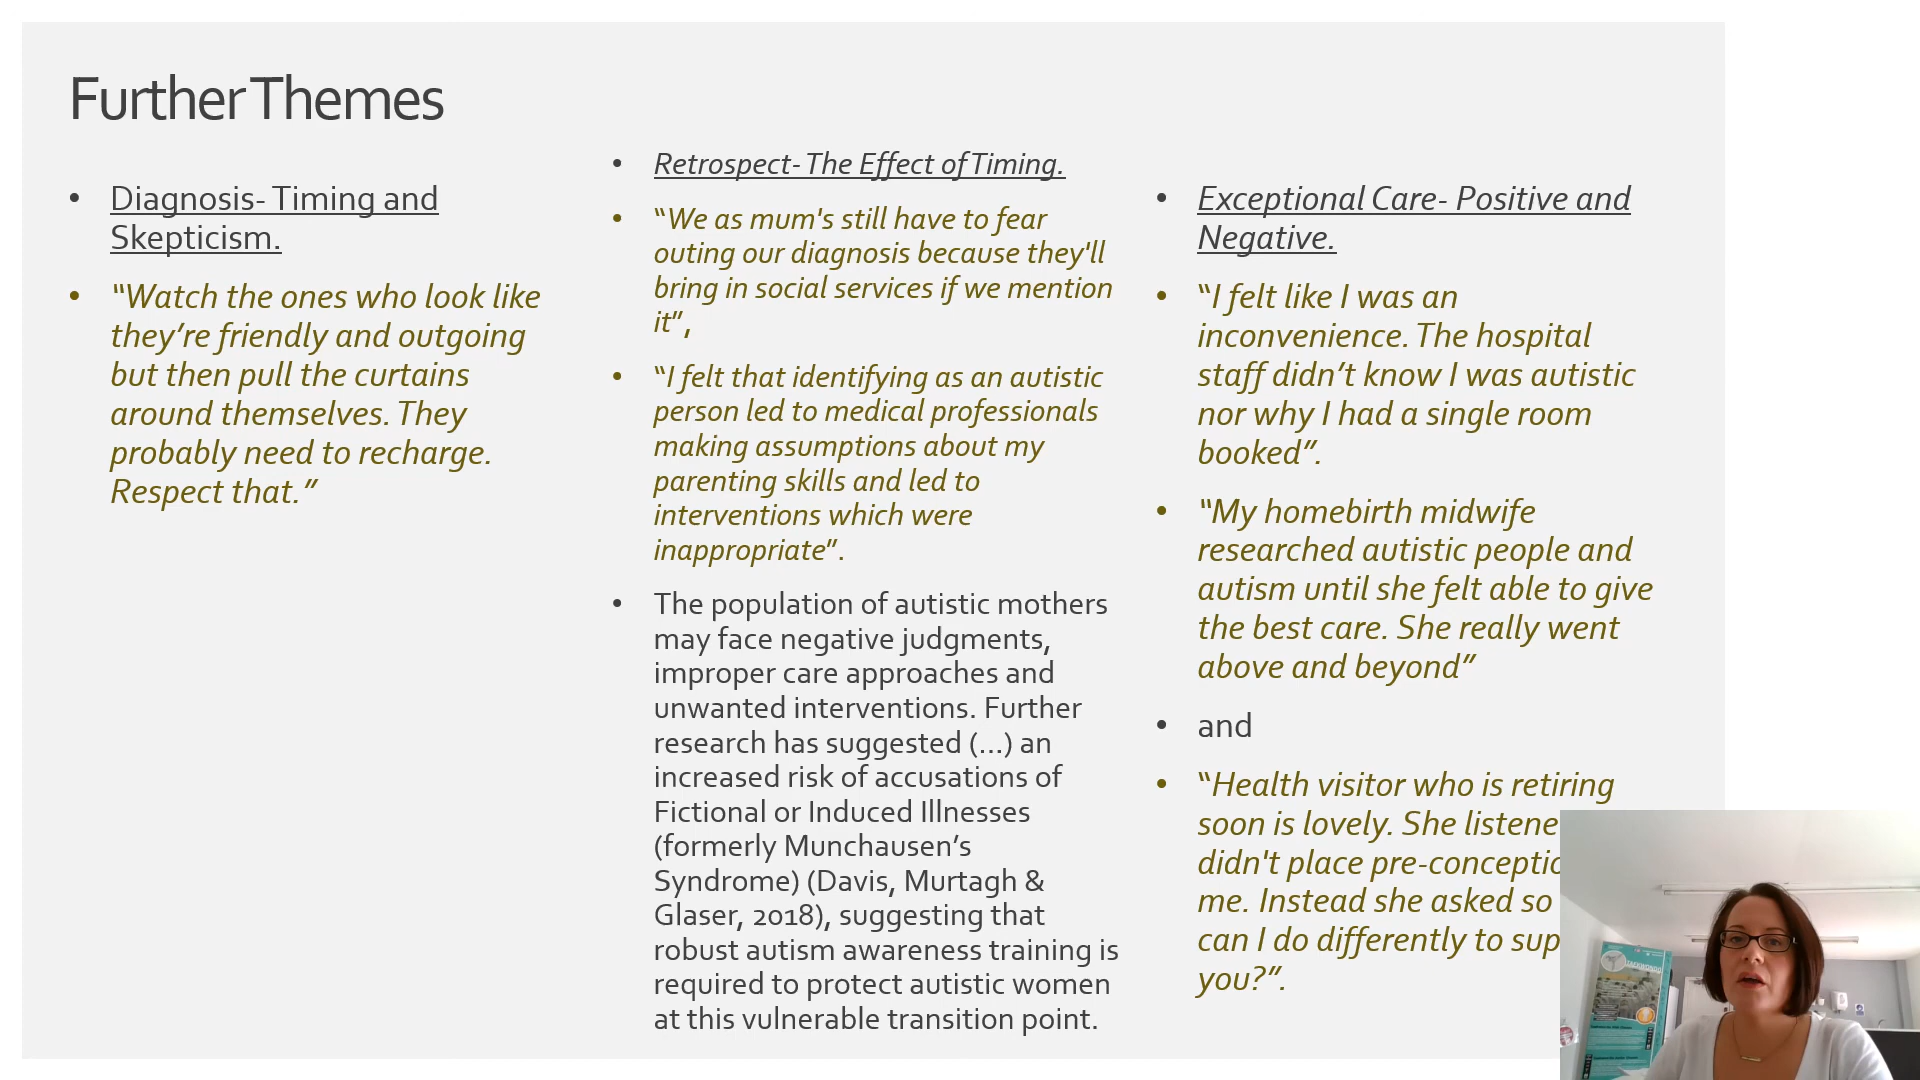 Further Themes
• Diagnosis- Timing and
Skepticism.
• “Watch the ones who look like
they’re friendly and outgoing
but then pull the curtains
around themselves. They
probably need to recharge.
Respect that.”
• Retrospect- The Effect of Timing.
• “We as mum's still have to fear
outing our diagnosis because they'll
bring in social services if we mention
it”,
• “I felt that identifying as an autistic
person led to medical professionals
making assumptions about my
parenting skills and led to
interventions which were
inappropriate”.
• The population of autistic mothers
may face negative judgments,
improper care approaches and
unwanted interventions. Further
research has suggested (...) an
increased risk of accusations of
Fictional or Induced Illnesses
(formerly Munchausen’s
Syndrome) (Davis, Murtagh &
Glaser, 2018), suggesting that
robust autism awareness training is
required to protect autistic women
at this vulnerable transition point.
• Exceptional Care- Positive and
Negative.
• “I felt like I was an
inconvenience. The hospital
staff didn’t know I was autistic
nor why I had a single room
booked”.
• “My homebirth midwife
researched autistic people and
autism until she felt able to give
the best care. She really went
above and beyond”
• and
• “Health visitor who is retiring
soon is lovely. She listene
didn't place pre-conceptio
me. Instead she asked so
can I do differently to sup
you?”.